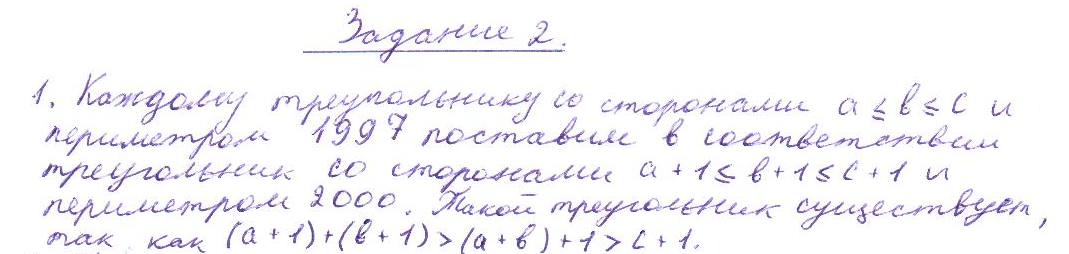 Задание 2.
1. Каждому треугольнику со сторонами a ≤ b ≤ c и
периметром 1997 поставим в соответствии
треугольник со сторонами a+1 ≤ b+1 ≤ c+1 и
периметром 2000. Такой треугольник существует,
так как (a+1)+(b+1)>(a+b)+1>c+1.